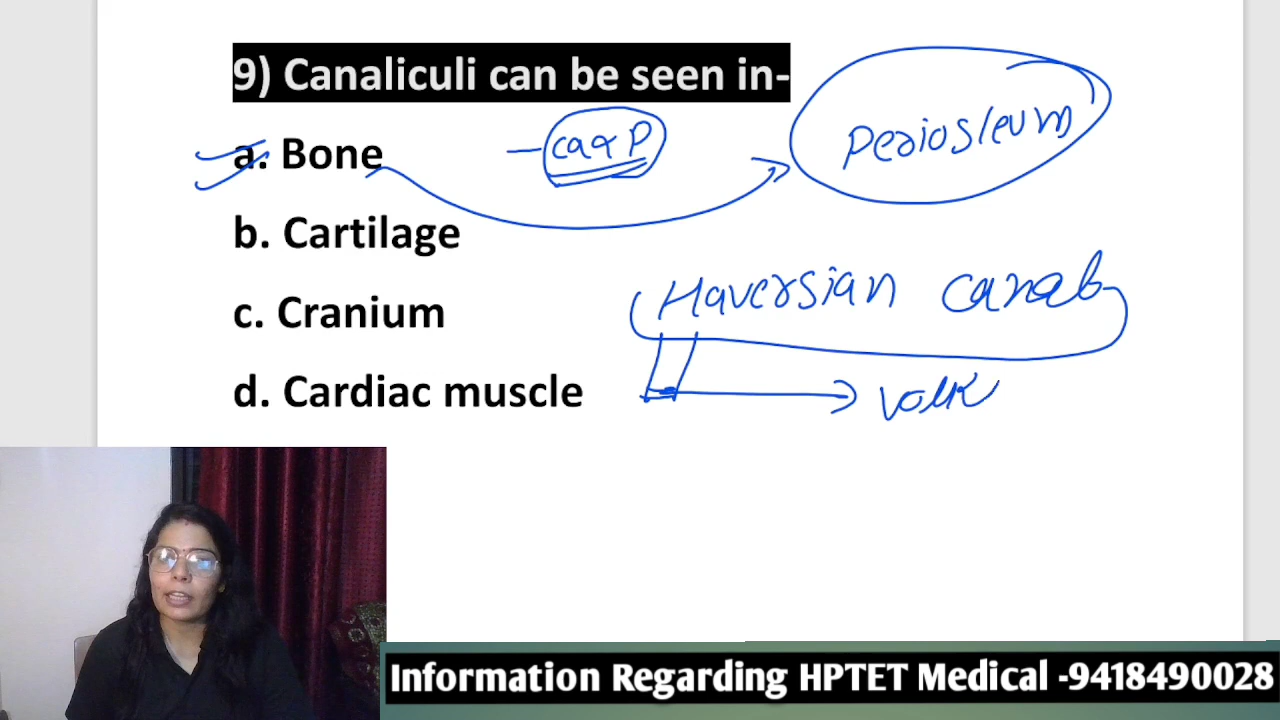 9) Canaliculi can be seen in-
a. Bone
Ca & P
Periosteum
b. Cartilage
c. Cranium
Haversian canals
d. Cardiac muscle
Information Regarding HPTET Medical -9418490028